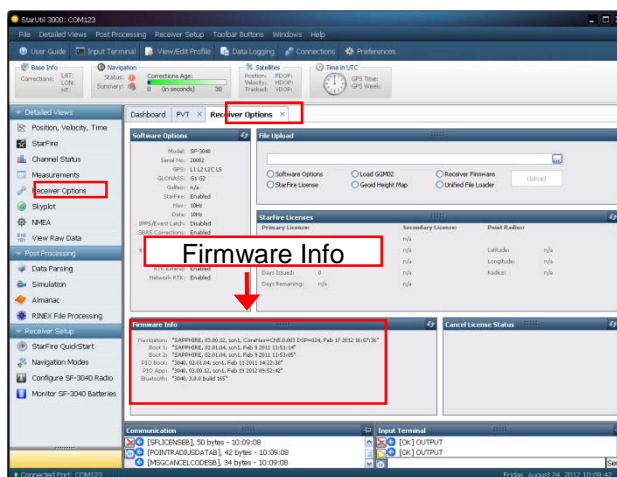 StarUtil 3000: COM123
File Detailed Views Post Processing Receiver Setup Toolbar Buttons Windows Help
User Guide Input Terminal View/Edit Profile Data Logging Connections Preferences
Base Info Navigation Satellites Time in UTC
Corrections: LAT: Status: Corrections Age: Position: PDOP: GPS Time:
LON: Summary: 0 (in seconds) 30 Velocity: HDOP: GPS Week:
HT: Tracked: VDOP:
Detailed Views
Position, Velocity, Time
StarFire
Channel Status
Measurements
Receiver Options
Skyplot
NMEA
View Raw Data
Post Processing
Data Parsing
Simulation
Almanac
RINEX File Processing
Receiver Setup
StarFire QuickStart
Navigation Modes
Configure SF-3040 Radio
Monitor SF-3040 Batteries
Dashboard PVT × Receiver Options ×
Software Options
Model: SF-3040
Serial No: 20052
GPS: L1 L2 L2C L5
GLONASS: G1 G2
Galileo: n/a
StarFire: Enabled
Nav: 10Hz
Data: 10Hz
1PPS/Event Latch: Disabled
SBAS Corrections: Enabled
RTK Extend: Enabled
Network RTK: Enabled
File Upload
Software Options Load GGM02 Receiver Firmware
StarFire License Geoid Height Map Unified File Loader
Upload
StarFire Licenses
Primary License: Secondary License: Point Radius:
n/a
n/a Latitude: n/a
n/a Longitude: n/a
Days Issued: 0 n/a Radius: n/a
Days Remaining: n/a n/a
Firmware Info
Firmware Info
Navigation: "SAPPHIRE, 03.00.12, scn1, CoreNav=CNR.0.003 DSP=024, Feb 17 2012 16:07:36"
Boot 1: "SAPPHIRE, 02.01.04, scn1, Feb 9 2011 11:51:14"
Boot 2: "SAPPHIRE, 02.01.04, scn1, Feb 9 2011 11:53:05"
PIO Boot: "3040, 02.01.04, scn1, Feb 11 2011 14:22:38"
PIO App: "3040, 03.00.12, scn1, Feb 19 2012 09:52:42"
Bluetooth: "3040, 3.0.0 build 165"
Cancel License Status
Communication
[SFLICENSEB], 50 bytes - 10:09:08
[POINTRADIUSDATAB], 42 bytes - 10:09:08
[MSGCANCELCODESB], 34 bytes - 10:09:08
Input Terminal
[OK] OUTPUT
[OK] OUTPUT
Connected Port: COM123
Friday, August 24, 2012 10:09:42